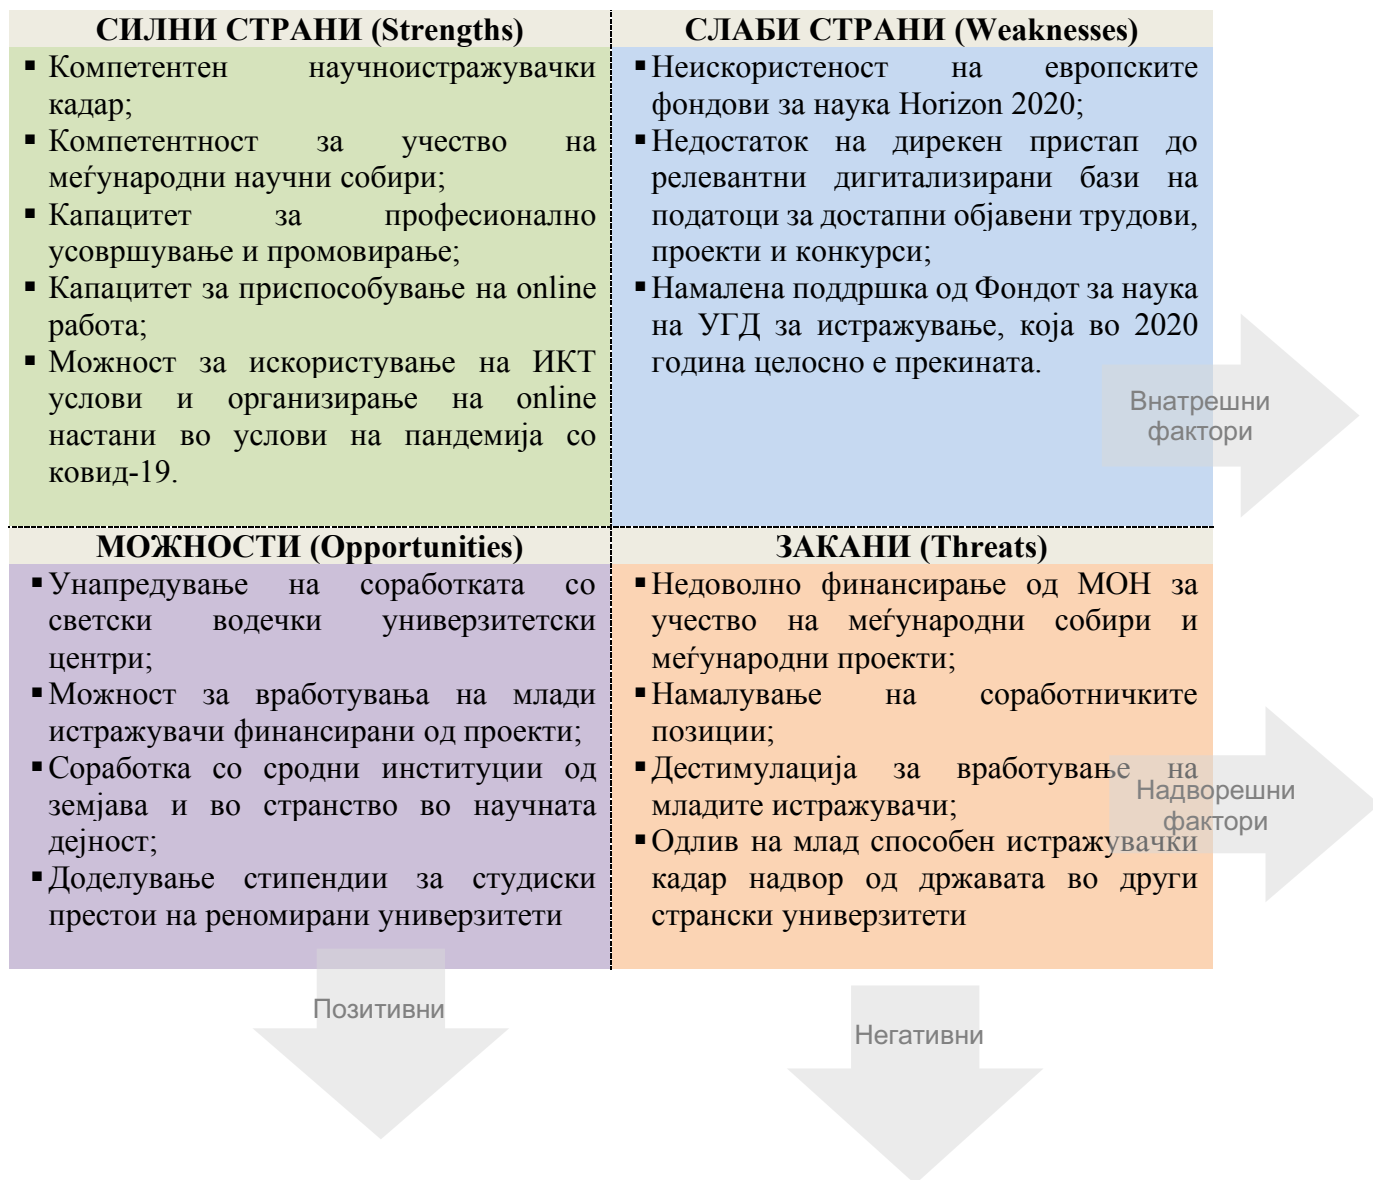 СИЛНИ СТРАНИ (Strengths)
▪ Компетентен научноистражувачки
кадар;
▪ Компетентност за учество на
меѓународни научни собири;
▪ Капацитет за професионално
усовршување и промовирање;
▪ Капацитет за приспособување на online
работа;
▪ Можност за искористување на ИКТ
услови и организирање на online
настани во услови на пандемија со
ковид-19.
СЛАБИ СТРАНИ (Weaknesses)
▪ Неискористеност на европските
фондови за наука Horizon 2020;
▪ Недостаток на дирекен пристап до
релевантни дигитализирани бази на
податоци за достапни објавени трудови,
проекти и конкурси;
▪ Намалена поддршка од Фондот за наука
на УГД за истражување, која во 2020
година целосно е прекината.
Внатрешни
фактори
МОЖНОСТИ (Opportunities)
▪ Унапредување на соработката со
светски водечки универзитетски
центри;
▪ Можност за вработувања на млади
истражувачи финансирани од проекти;
▪ Соработка со сродни институции од
земјава и во странство во научната
дејност;
▪ Доделување стипендии за студиски
престои на реномирани универзитети
ЗАКАНИ (Threats)
▪ Недоволно финансирање од МОН за
учество на меѓународни собири и
меѓународни проекти;
▪ Намалување на соработничките
позиции;
▪ Дестимулација за вработување на
младите истражувачи;
▪ Одлив на млад способен истражувачки
кадар надвор од државата во други
странски универзитети
Надворешни
фактори
Позитивни
Негативни